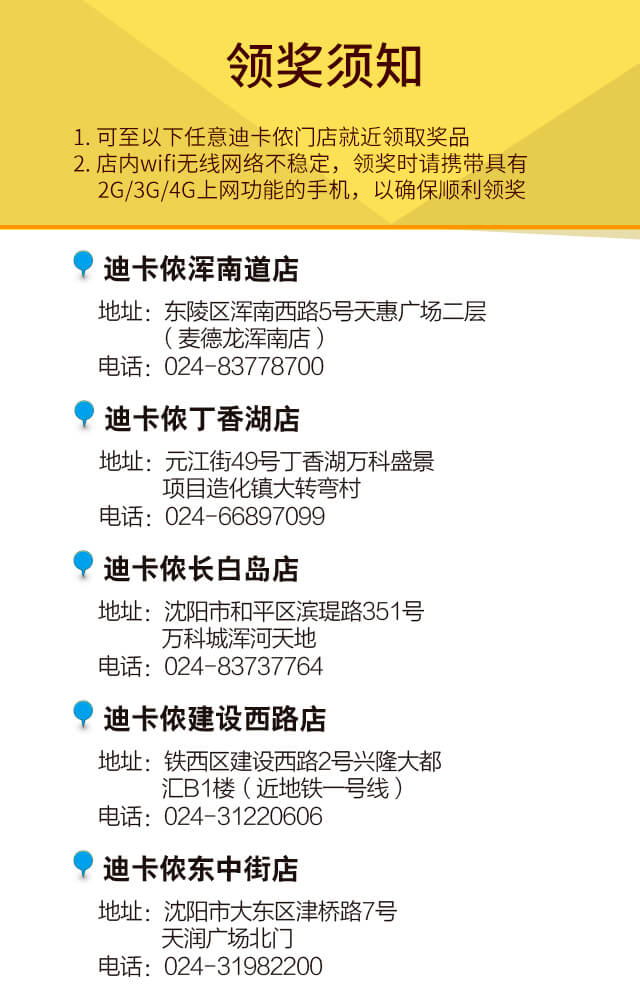 领奖须知
1. 可至以下任意迪卡侬门店就近领取奖品
2. 店内wifi无线网络不稳定，领奖时请携带具有
2G/3G/4G上网功能的手机，以确保顺利领奖
迪卡侬浑南道店
地址：东陵区浑南西路5号天惠广场二层
（麦德龙浑南店）
电话：024-83778700
迪卡侬丁香湖店
地址：元江街49号丁香湖万科盛景
项目造化镇大转弯村
电话：024-66897099
迪卡侬长白岛店
地址：沈阳市和平区滨瑅路351号
万科城浑河天地
电话：024-83737764
迪卡侬建设西路店
地址：铁西区建设西路2号兴隆大都
汇B1楼（近地铁一号线）
电话：024-31220606
迪卡侬东中街店
地址：沈阳市大东区津桥路7号
天润广场北门
电话：024-31982200